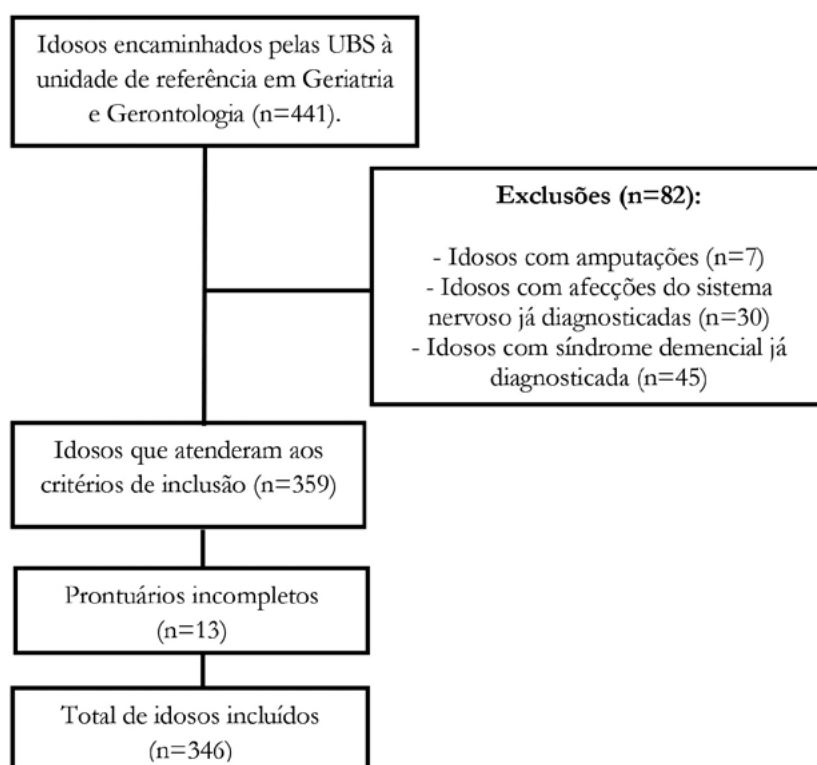 Idosos encaminhados pelas UBS à
unidade de referência em Geriatria
e Gerontologia (n=441).
Exclusões (n=82):
- Idosos com amputações (n=7)
- Idosos com afecções do sistema
nervoso já diagnosticadas (n=30)
- Idosos com síndrome demencial já
diagnosticada (n=45)
Idosos que atenderam aos
critérios de inclusão (n=359)
Prontuários incompletos
(n=13)
Total de idosos incluídos
(n=346)